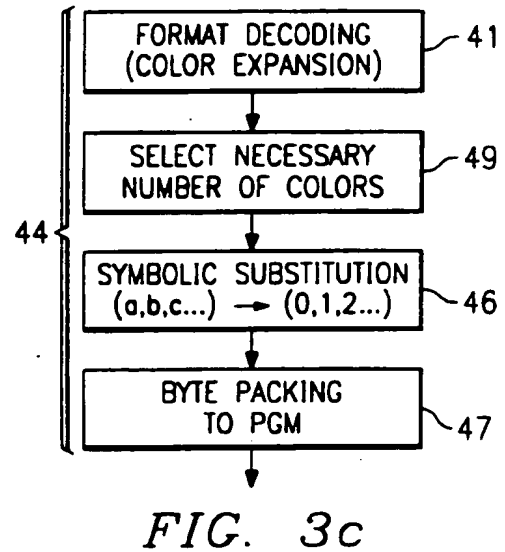 FORMAT DECODING
(COLOR EXPANSION)
41
SELECT NECESSARY
NUMBER OF COLORS
49
44
SYMBOLIC SUBSTITUTION
(a,b,c...) → (0,1,2...)
46
BYTE PACKING
TO PGM
47
FIG. 3c